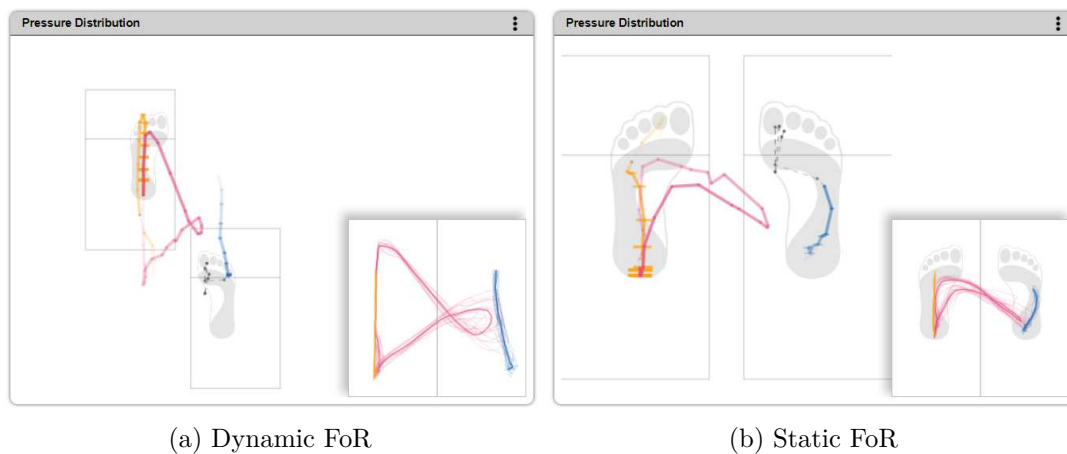 Pressure Distribution
Pressure Distribution
(a) Dynamic FoR
(b) Static FoR